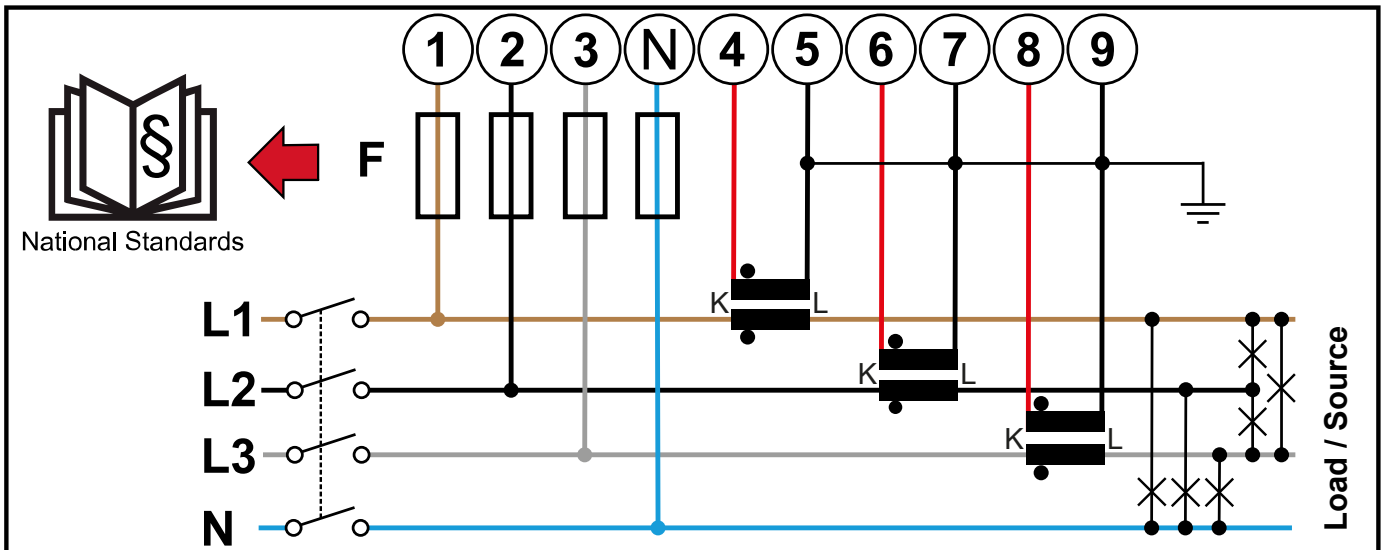 1 2 3 N 4 5 6 7 8 9
§
F
National Standards
K L
L1
K L
L2
K L
L3
N
Load / Source